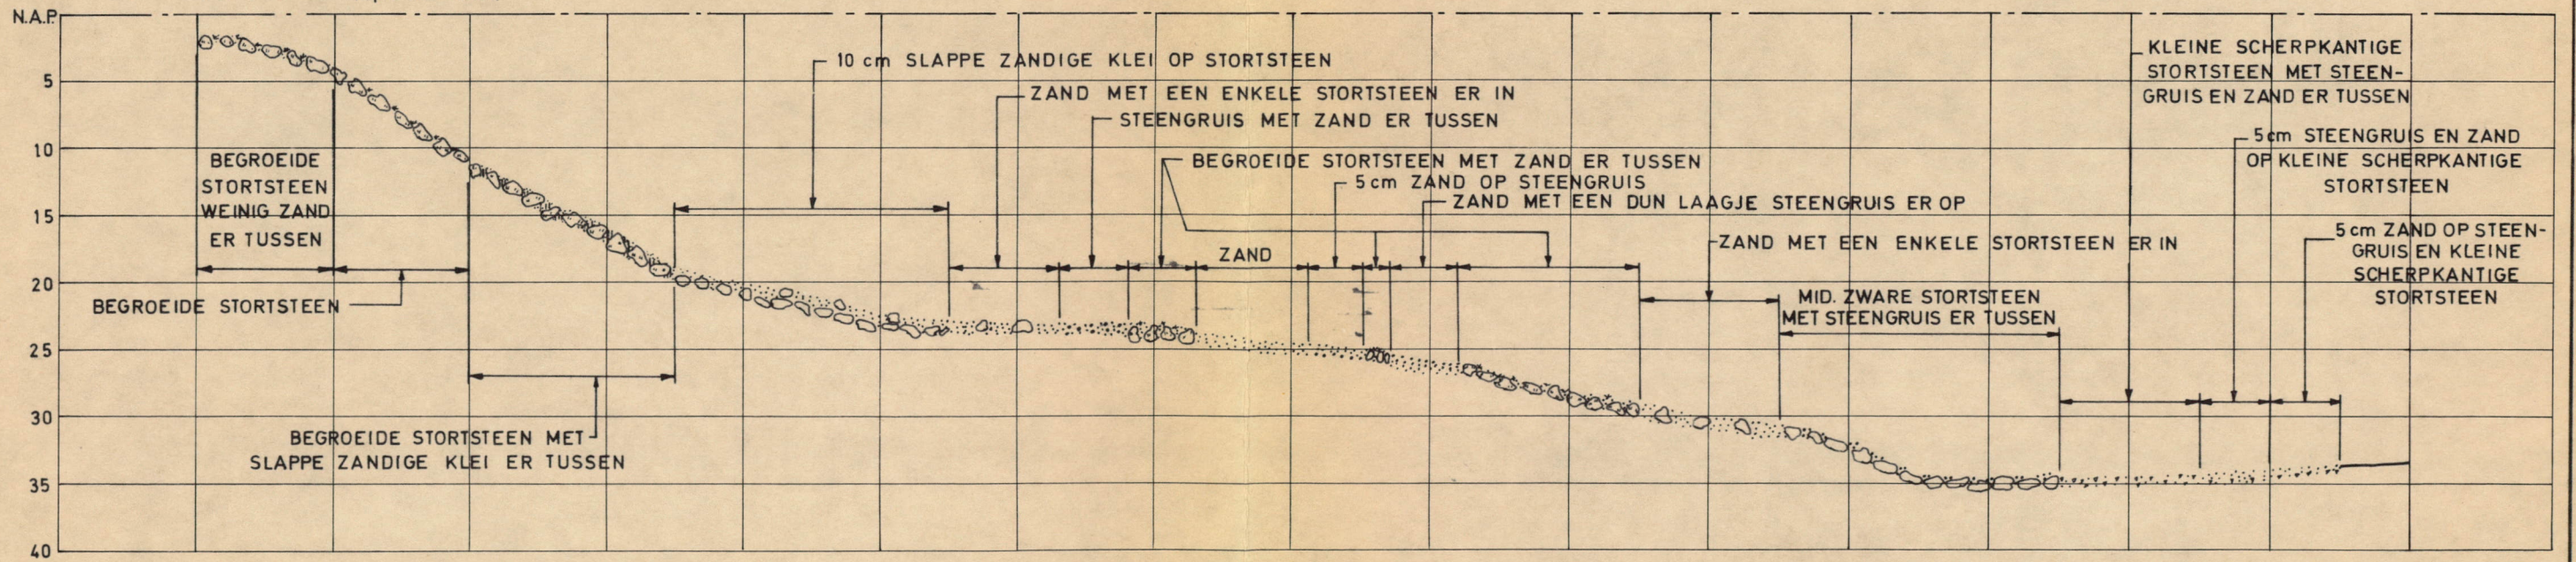 N.A.P.
5
10
15
20
25
30
35
40
BEGROEIDE
STORTSTEEN
WEINIG ZAND
ER TUSSEN
BEGROEIDE STORTSTEEN
BEGROEIDE STORTSTEEN MET
SLAPPE ZANDIGE KLEI ER TUSSEN
10 cm SLAPPE ZANDIGE KLEI OP STORTSTEEN
ZAND MET EEN ENKELE STORTSTEEN ER IN
STEENGRUIS MET ZAND ER TUSSEN
BEGROEIDE STORTSTEEN MET ZAND ER TUSSEN
5 cm ZAND OP STEENGRUIS
ZAND MET EEN DUN LAAGJE STEENGRUIS ER OP
ZAND
ZAND MET EEN ENKELE STORTSTEEN ER IN
MID. ZWARE STORTSTEEN
MET STEENGRUIS ER TUSSEN
KLEINE SCHERPKANTIGE
STORTSTEEN MET STEEN-
GRUIS EN ZAND ER TUSSEN
5 cm STEENGRUIS EN ZAND
OP KLEINE SCHERPKANTIGE
STORTSTEEN
5 cm ZAND OP STEEN-
GRUIS EN KLEINE
SCHERPKANTIGE
STORTSTEEN